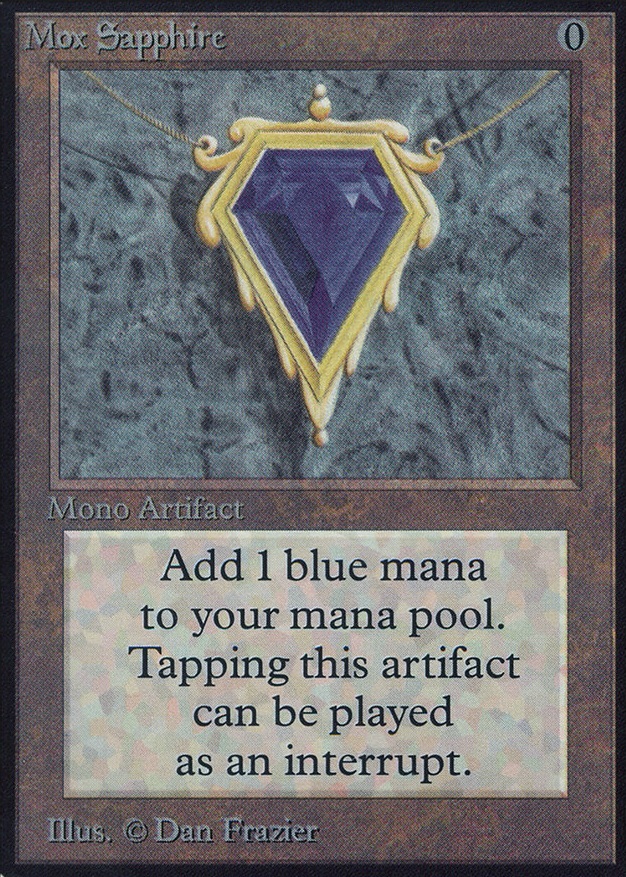 Mox Sapphire 0
Mono Artifact
Add 1 blue mana
to your mana pool.
Tapping this artifact
can be played
as an interrupt.
Illus. © Dan Frazier